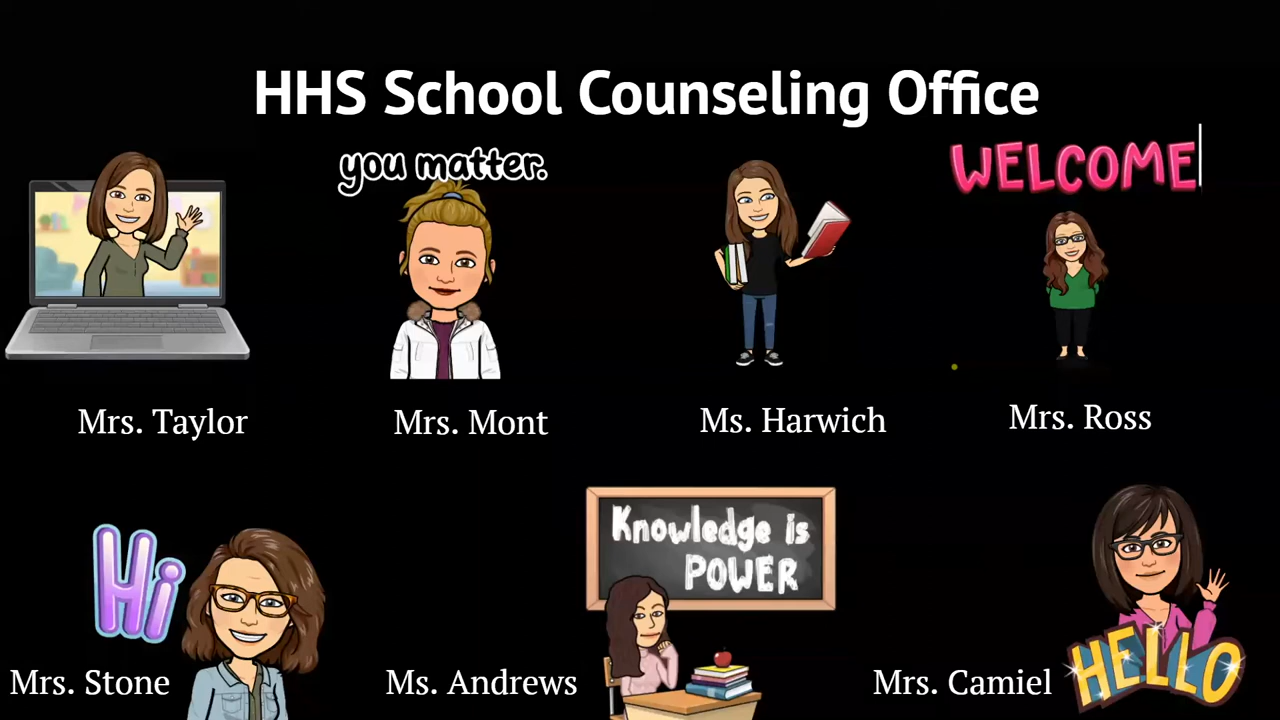 HHS School Counseling Office
you matter.
WELCOME
Mrs. Taylor
Mrs. Mont
Ms. Harwich
Mrs. Ross
Knowledge is
POWER
Hi
HELLO
Mrs. Stone
Ms. Andrews
Mrs. Camiel